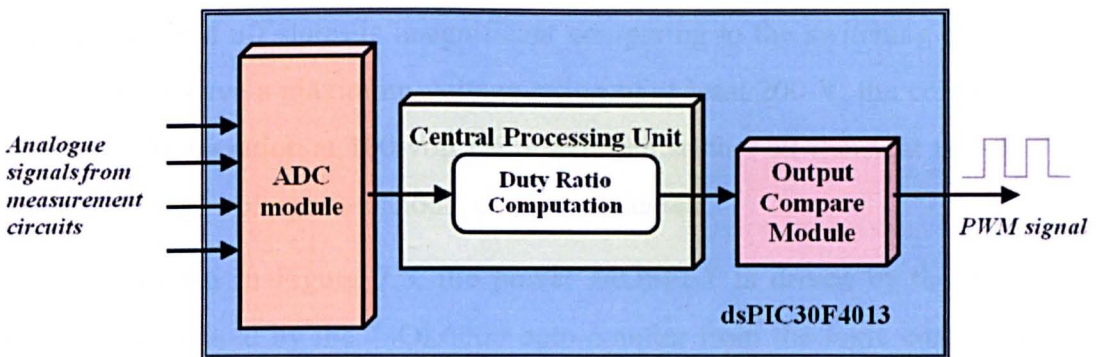 Analogue
signals from
measurement
circuits
ADC
module
Central Processing Unit
Duty Ratio
Computation
Output
Compare
Module
PWM signal
dsPIC30F4013